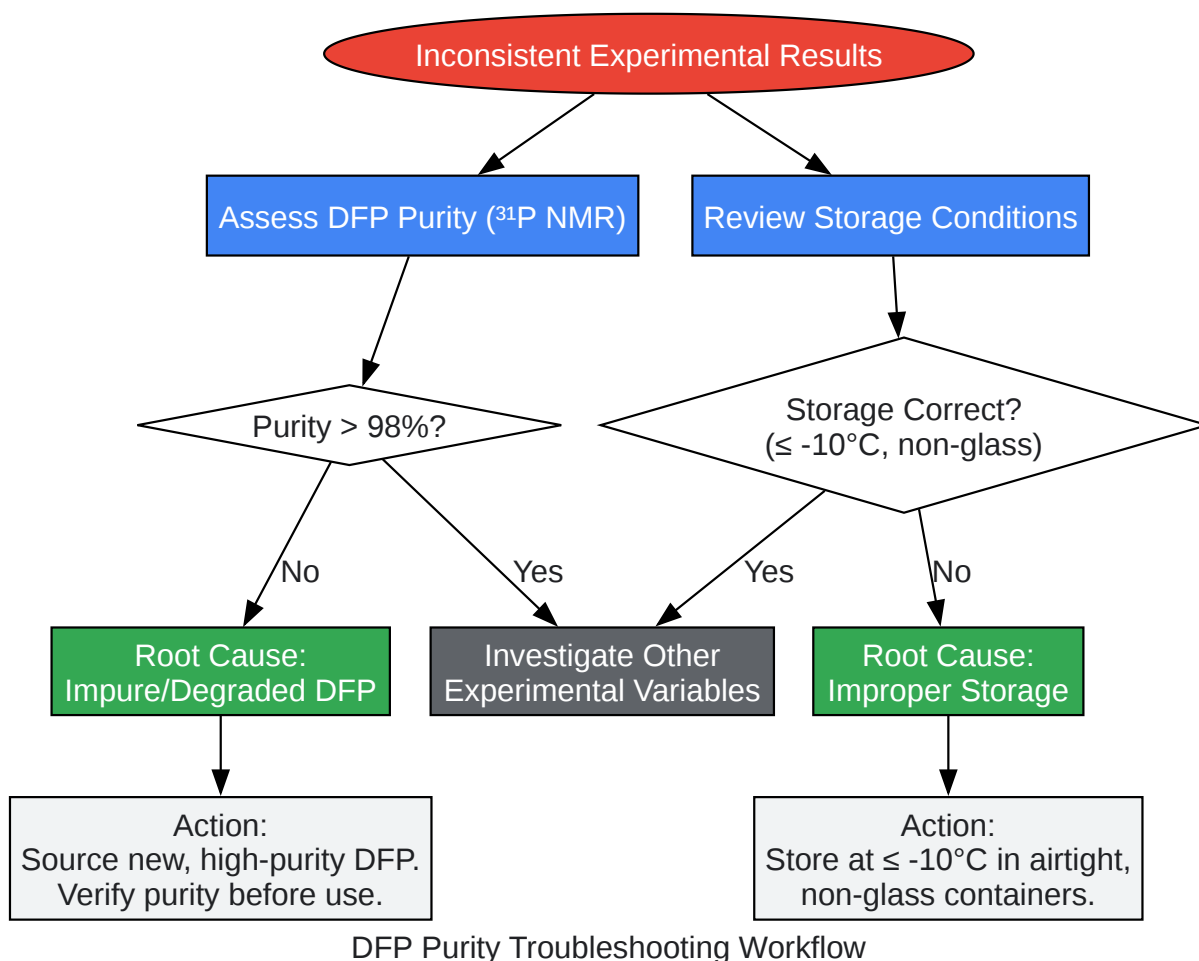 Inconsistent Experimental Results
Assess DFP Purity (³¹P NMR)
Review Storage Conditions
Purity > 98%?
Storage Correct?
(≤ -10°C, non-glass)
No
Yes
Yes
No
Root Cause:
Impure/Degraded DFP
Investigate Other
Experimental Variables
Root Cause:
Improper Storage
Action:
Source new, high-purity DFP.
Verify purity before use.
Action:
Store at ≤ -10°C in airtight,
non-glass containers.
DFP Purity Troubleshooting Workflow